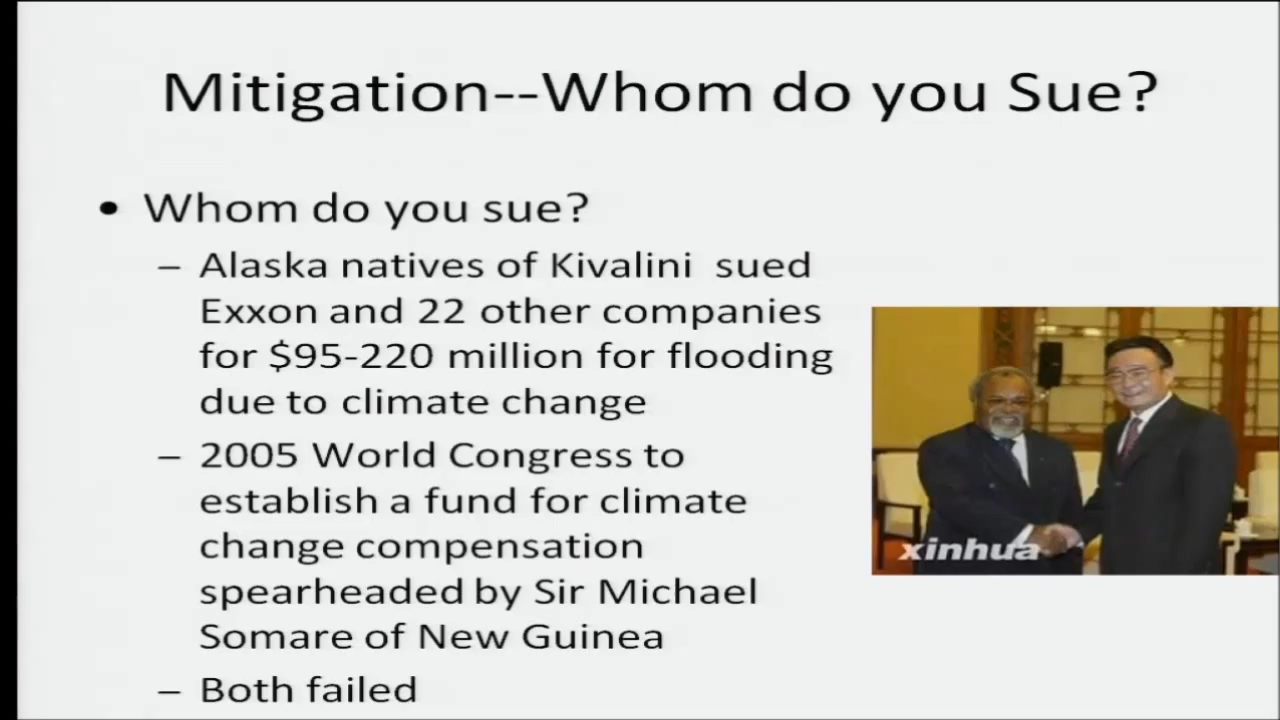 Mitigation--Whom do you Sue?
• Whom do you sue?
– Alaska natives of Kivalini sued
Exxon and 22 other companies
for $95-220 million for flooding
due to climate change
– 2005 World Congress to
establish a fund for climate
change compensation
spearheaded by Sir Michael
Somare of New Guinea
– Both failed
xinhua